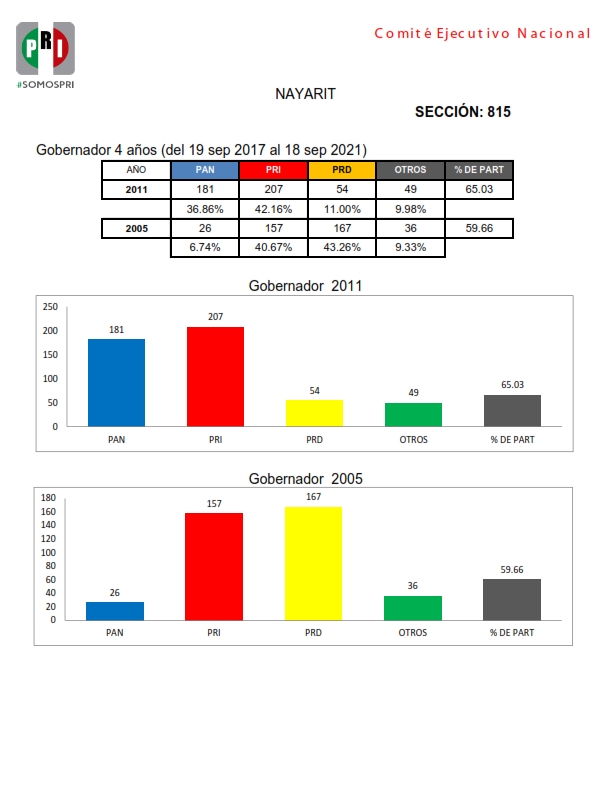 Comité Ejecutivo Nacional
PRI
#SOMOSPRI
NAYARIT
SECCIÓN: 815
Gobernador 4 años (del 19 sep 2017 al 18 sep 2021)
AÑO PAN PRI PRD OTROS % DE PART
2011 181 207 54 49 65.03
36.86% 42.16% 11.00% 9.98%
2005 26 157 167 36 59.66
6.74% 40.67% 43.26% 9.33%
Gobernador 2011
250
200
150
100
50
0
181
207
54
49
65.03
PAN PRI PRD OTROS % DE PART
Gobernador 2005
180
160
140
120
100
80
60
40
20
0
26
157
167
36
59.66
PAN PRI PRD OTROS % DE PART